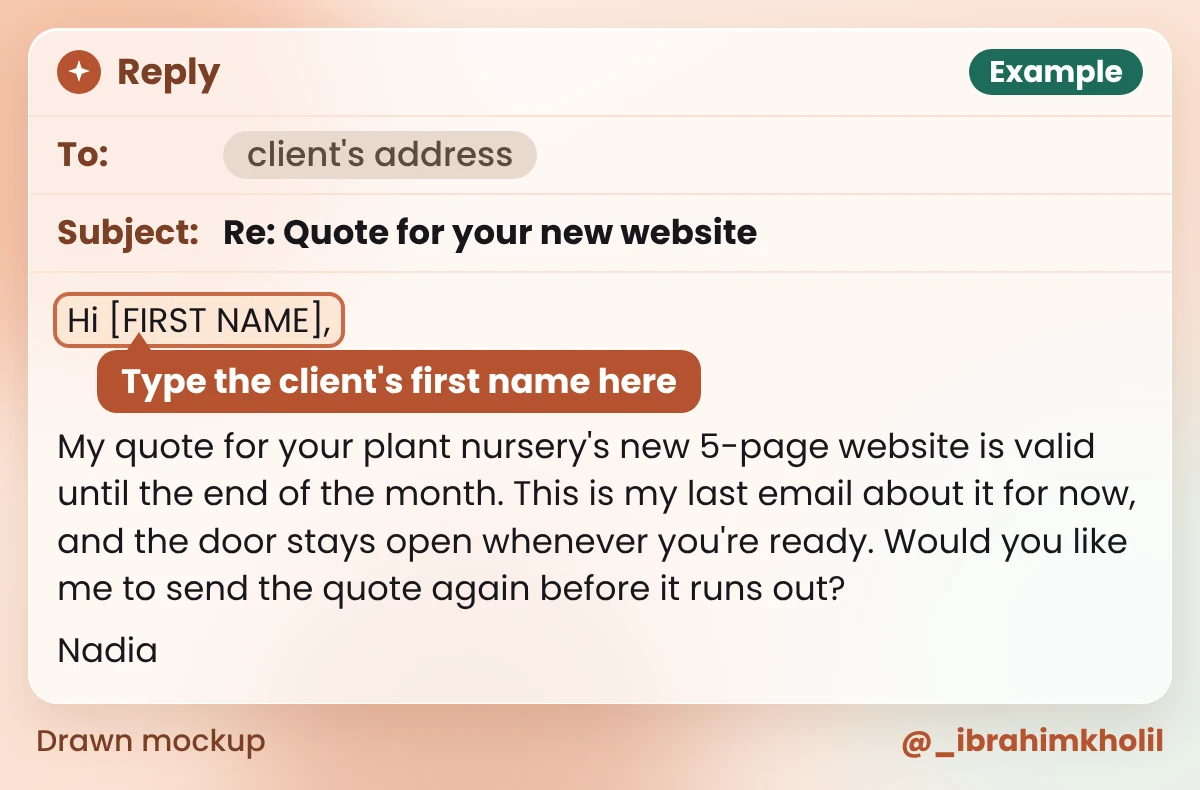 Reply
Example
To: client's address
Subject: Re: Quote for your new website
Hi [FIRST NAME],
Type the client's first name here
My quote for your plant nursery's new 5-page website is valid
until the end of the month. This is my last email about it for now,
and the door stays open whenever you're ready. Would you like
me to send the quote again before it runs out?
Nadia
Drawn mockup
@_ibrahimkholil